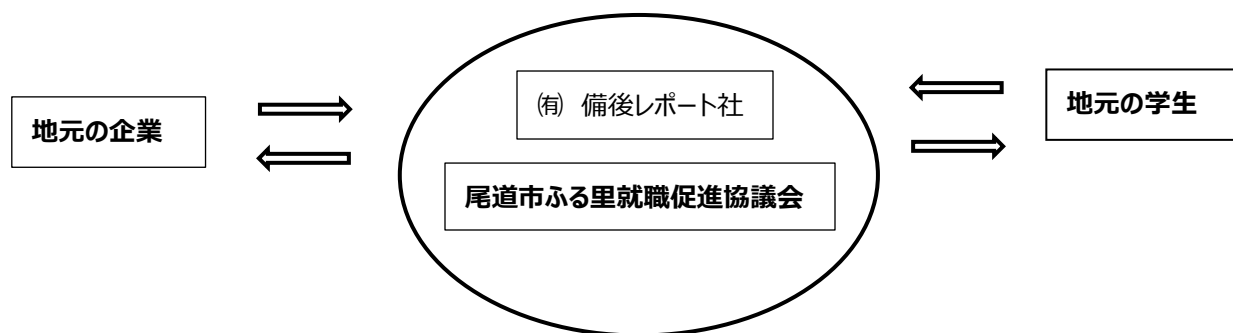 地元の企業
㈲ 備後レポート社
尾道市ふる里就職促進協議会
地元の学生